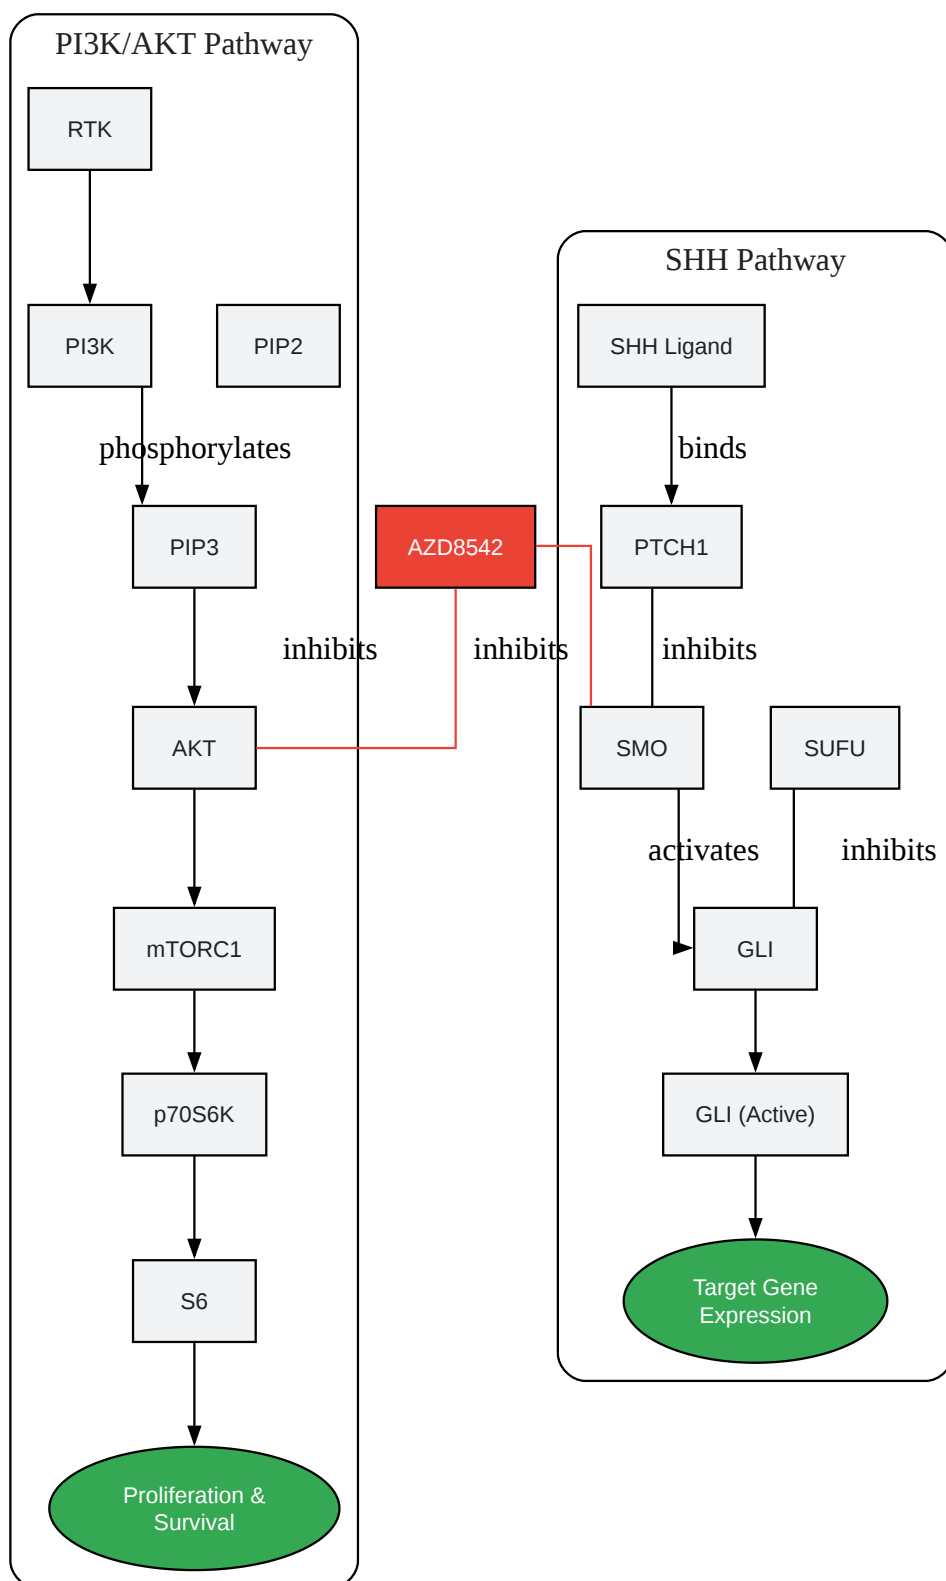 PI3K/AKT Pathway
RTK
SHH Pathway
PI3K
PIP2
SHH Ligand
phosphorylates
binds
PIP3
AZD8542
PTCH1
inhibits
inhibits
inhibits
AKT
SMO
SUFU
activates
inhibits
mTORC1
GLI
p70S6K
GLI (Active)
S6
Target Gene
Expression
Proliferation &
Survival